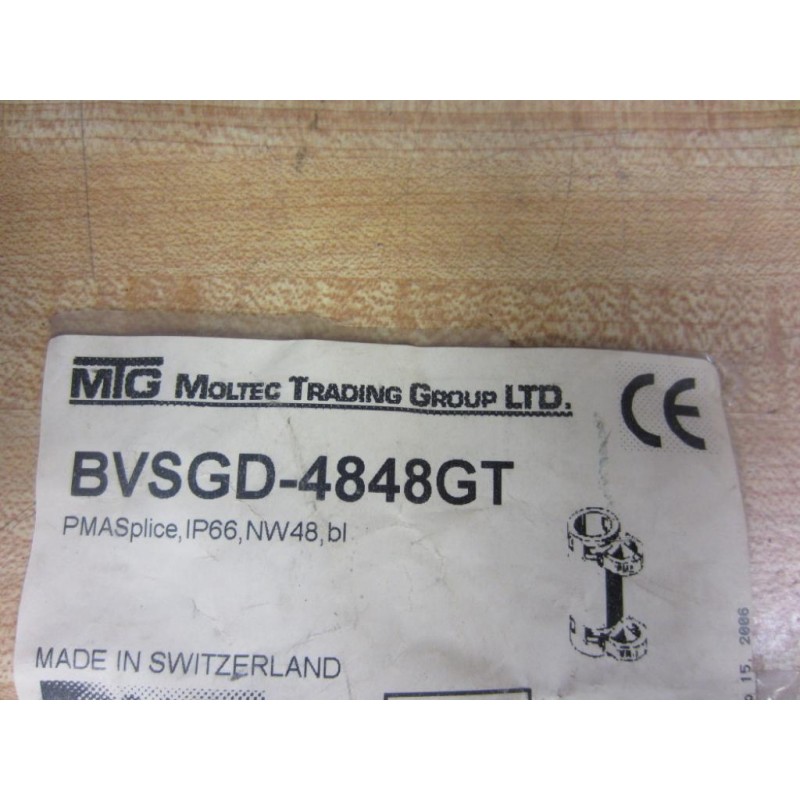 MTG MOLTEC TRADING GROUP LTD.
CE
BVSGD-4848GT
PMASplice,IP66,NW48,bl
MADE IN SWITZERLAND
15, 2006